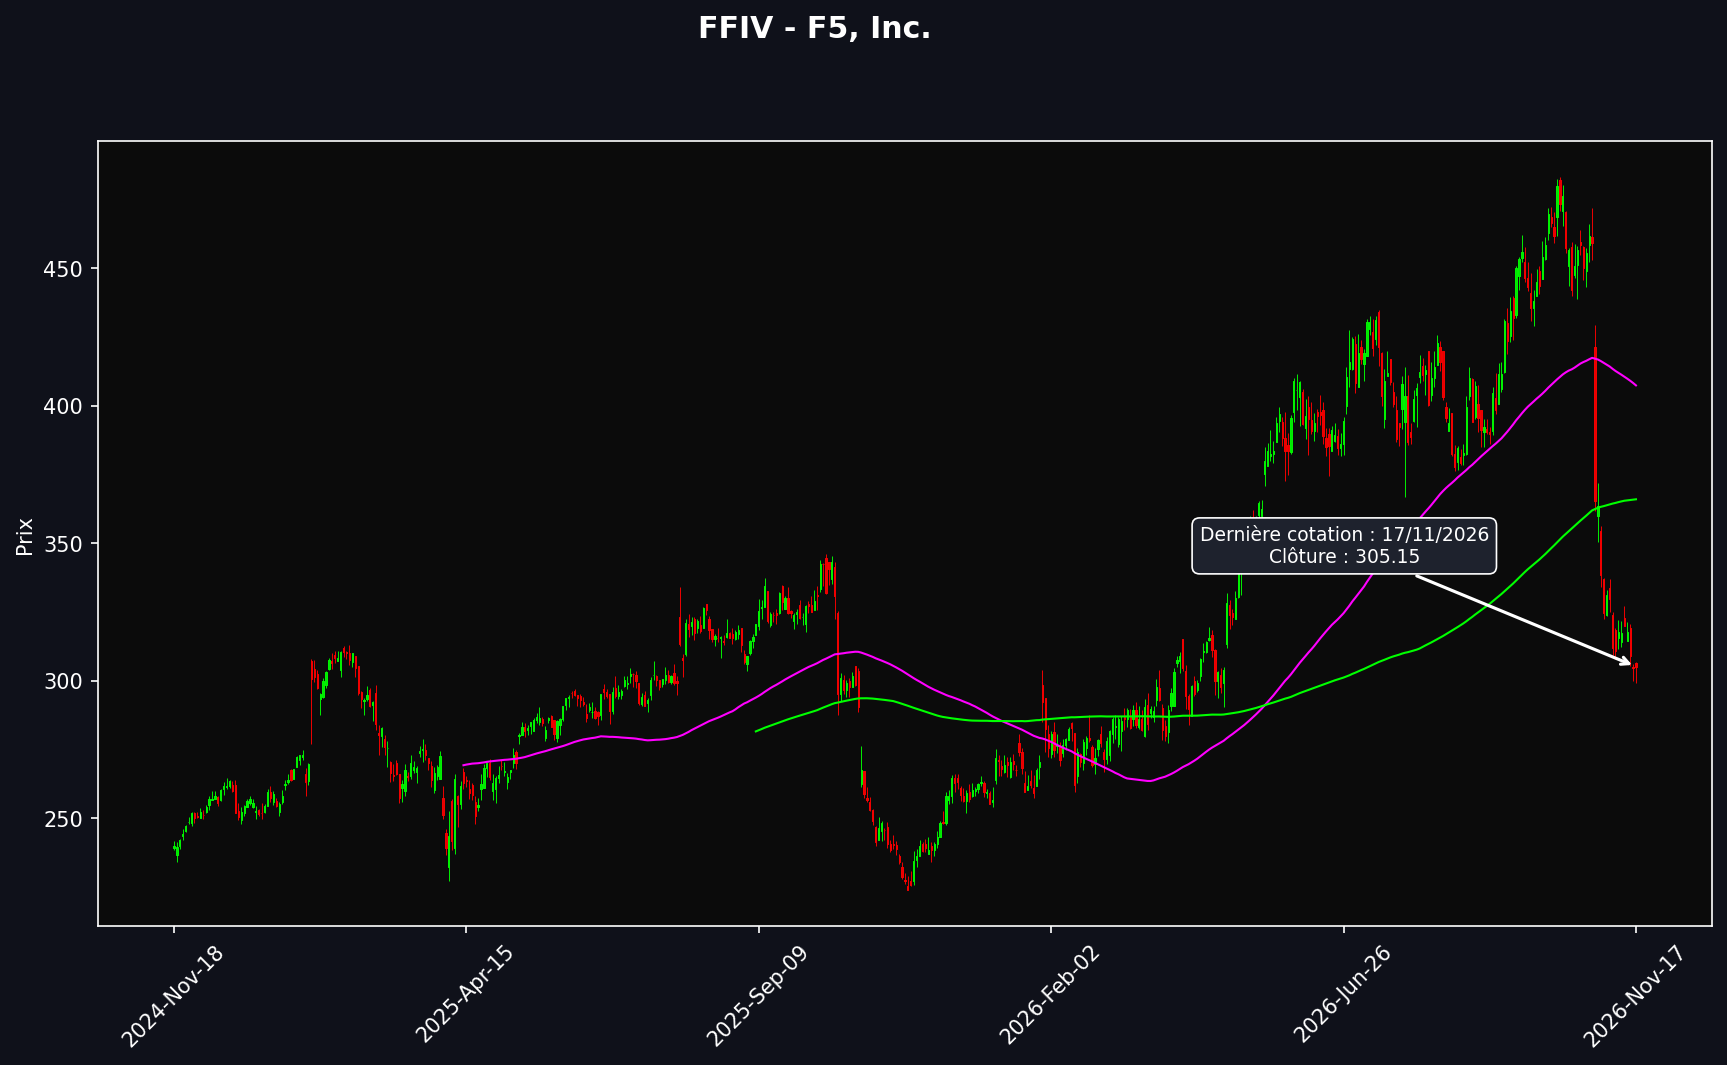 FFIV - F5, Inc.
450
400
350
300
250
Prix
Dernière cotation : 17/11/2026
Clôture : 305.15
2024-Nov-18
2025-Apr-15
2025-Sep-09
2026-Feb-02
2026-Jun-26
2026-Nov-17